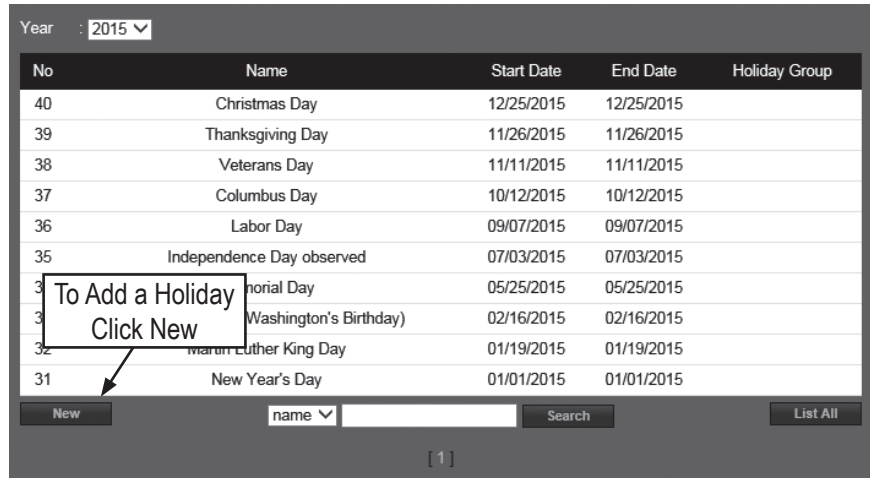 Year : 2015
No Name Start Date End Date Holiday Group
40 Christmas Day 12/25/2015 12/25/2015
39 Thanksgiving Day 11/26/2015 11/26/2015
38 Veterans Day 11/11/2015 11/11/2015
37 Columbus Day 10/12/2015 10/12/2015
36 Labor Day 09/07/2015 09/07/2015
35 Independence Day observed 07/03/2015 07/03/2015
3 norial Day 05/25/2015 05/25/2015
3 Washington's Birthday) 02/16/2015 02/16/2015
32 Martin Luther King Day 01/19/2015 01/19/2015
31 New Year's Day 01/01/2015 01/01/2015
To Add a Holiday
Click New
New name Search List All
[ 1 ]